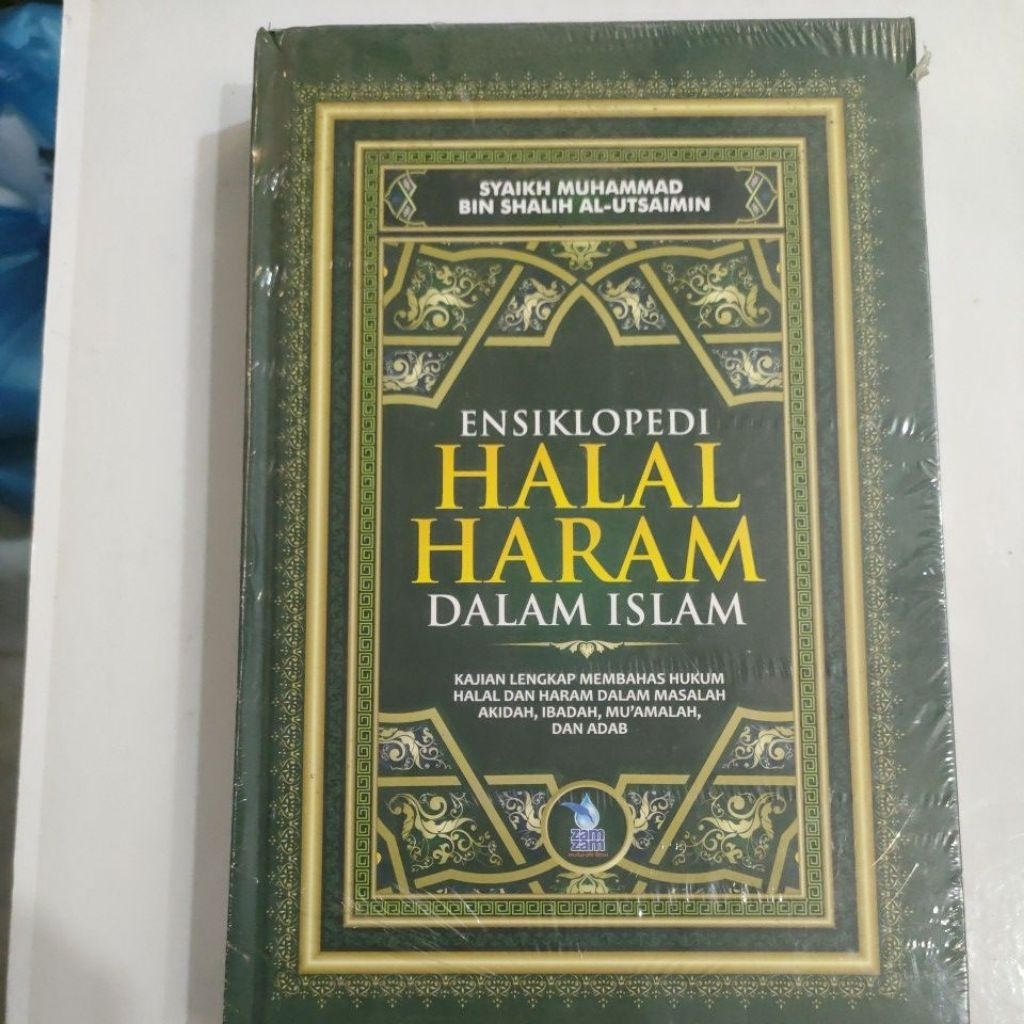 SYAIKH MUHAMMAD
BIN SHALIH AL-UTSAIMIN
ENSIKLOPEDI
HALAL
HARAM
DALAM ISLAM
KAJIAN LENGKAP MEMBAHAS HUKUM
HALAL DAN HARAM DALAM MASALAH
AKIDAH, IBADAH, MU'AMALAH,
DAN ADAB
zam
zam